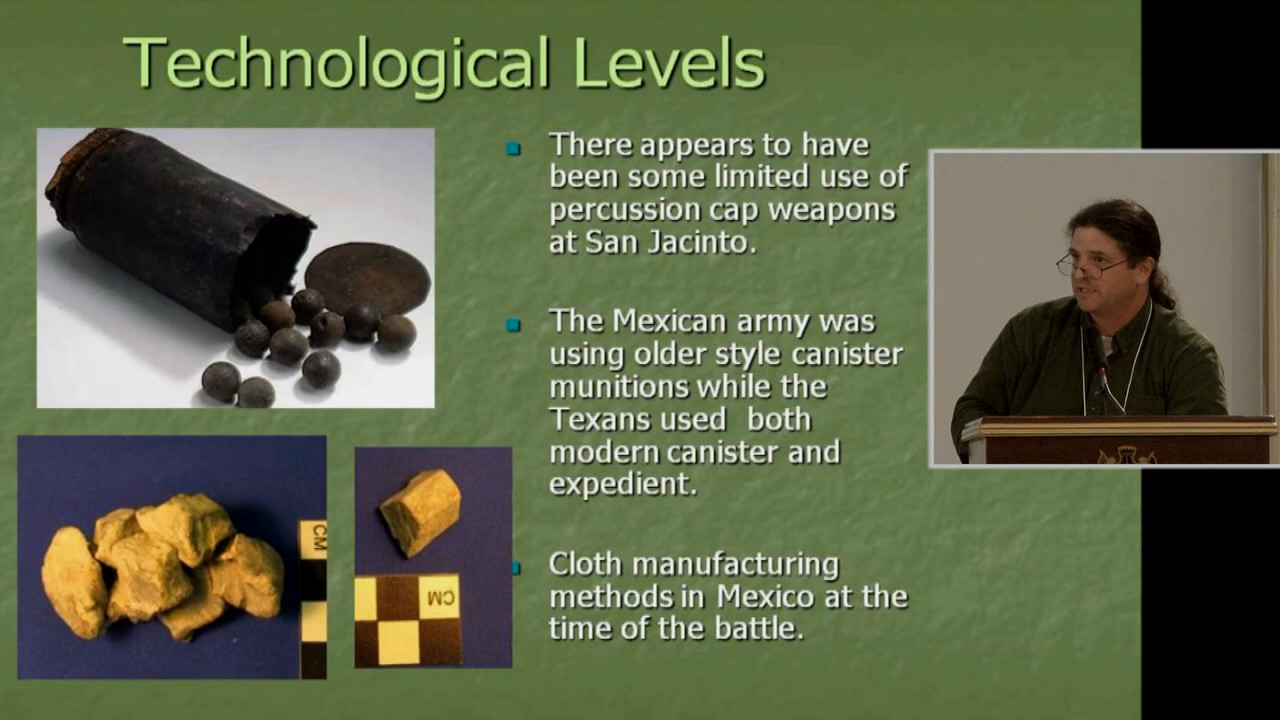 Technological Levels
There appears to have
been some limited use of
percussion cap weapons
at San Jacinto.
The Mexican army was
using older style canister
munitions while the
Texans used both
modern canister and
expedient.
Cloth manufacturing
methods in Mexico at the
time of the battle.
CM
CM